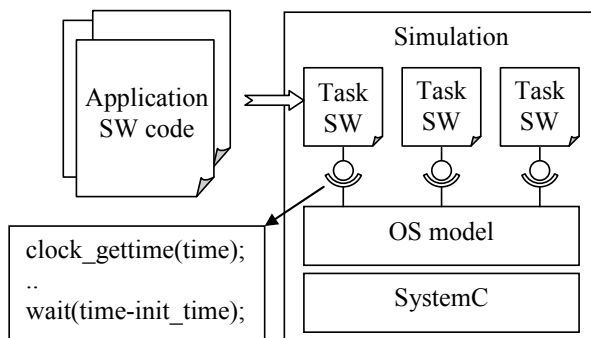 Application
SW code
Simulation
Task
SW
Task
SW
Task
SW
clock_gettime(time);
..
wait(time-init_time);
OS model
SystemC